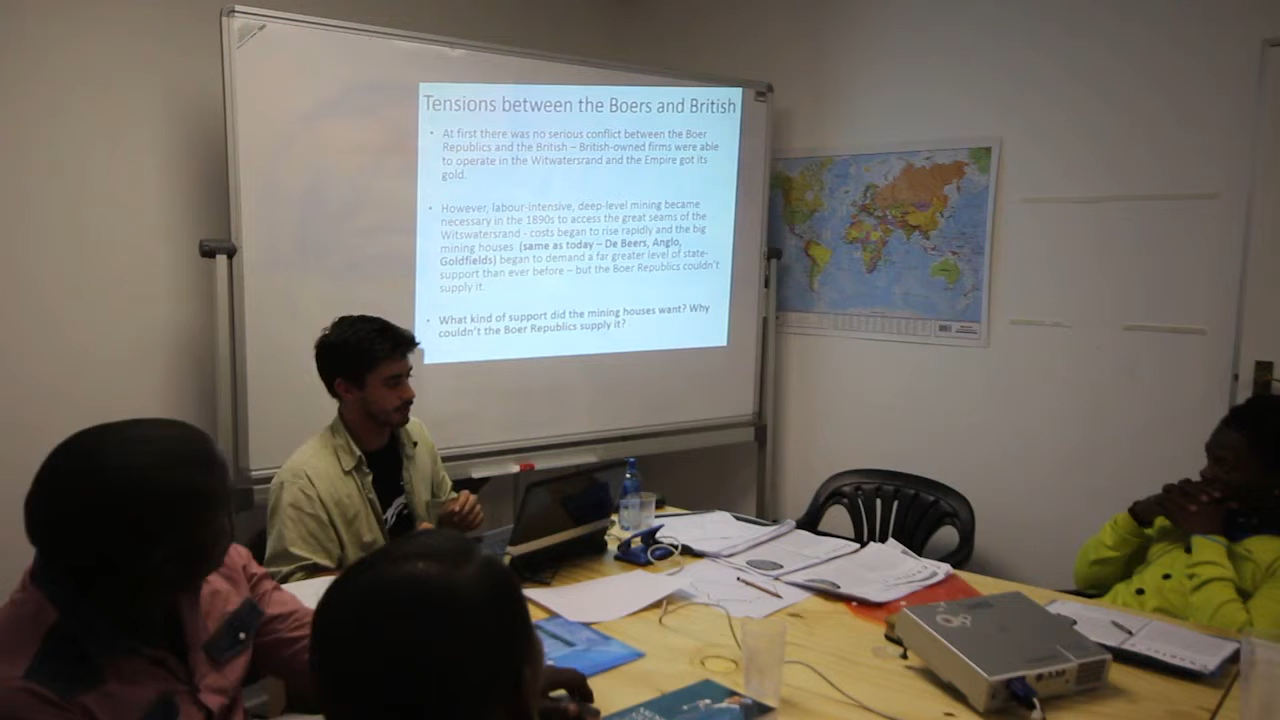 Tensions between the Boers and British
• At first there was no serious conflict between the Boer
Republics and the British – British-owned firms were able
to operate in the Witwatersrand and the Empire got its
gold.
• However, labour-intensive, deep-level mining became
necessary in the 1890s to access the great seams of the
Witswatersrand - costs began to rise rapidly and the big
mining houses (same as today – De Beers, Anglo,
Goldfields) began to demand a far greater level of state-
support than ever before – but the Boer Republics couldn't
supply it.
• What kind of support did the mining houses want? Why
couldn't the Boer Republics supply it?